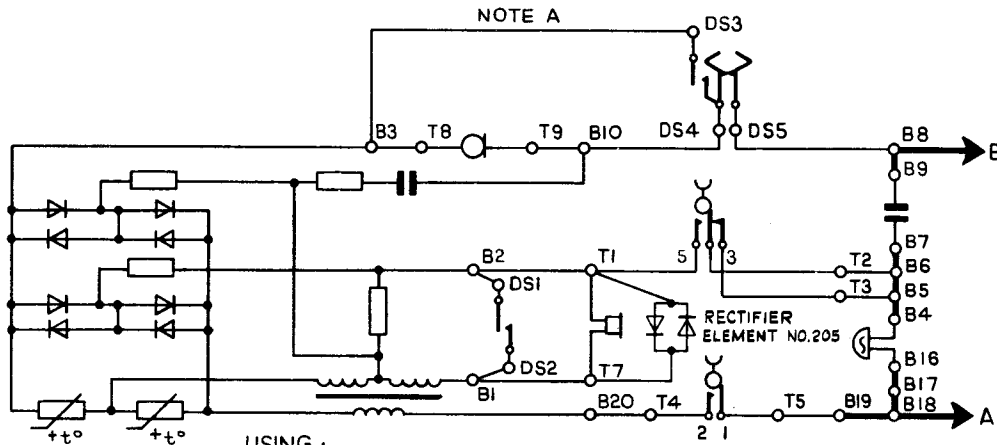 NOTE A
DS3
B3 T8 T9 B10 DS4 DS5 B8
B
B9
B7
B2 T1 5 3 T2 B6
DS1 T3 B5
RECTIFIER B4
ELEMENT NO.205
DS2 B16
B1 T7 B17
B20 T4 T5 B19 B18 A
2 1
+t° +t°